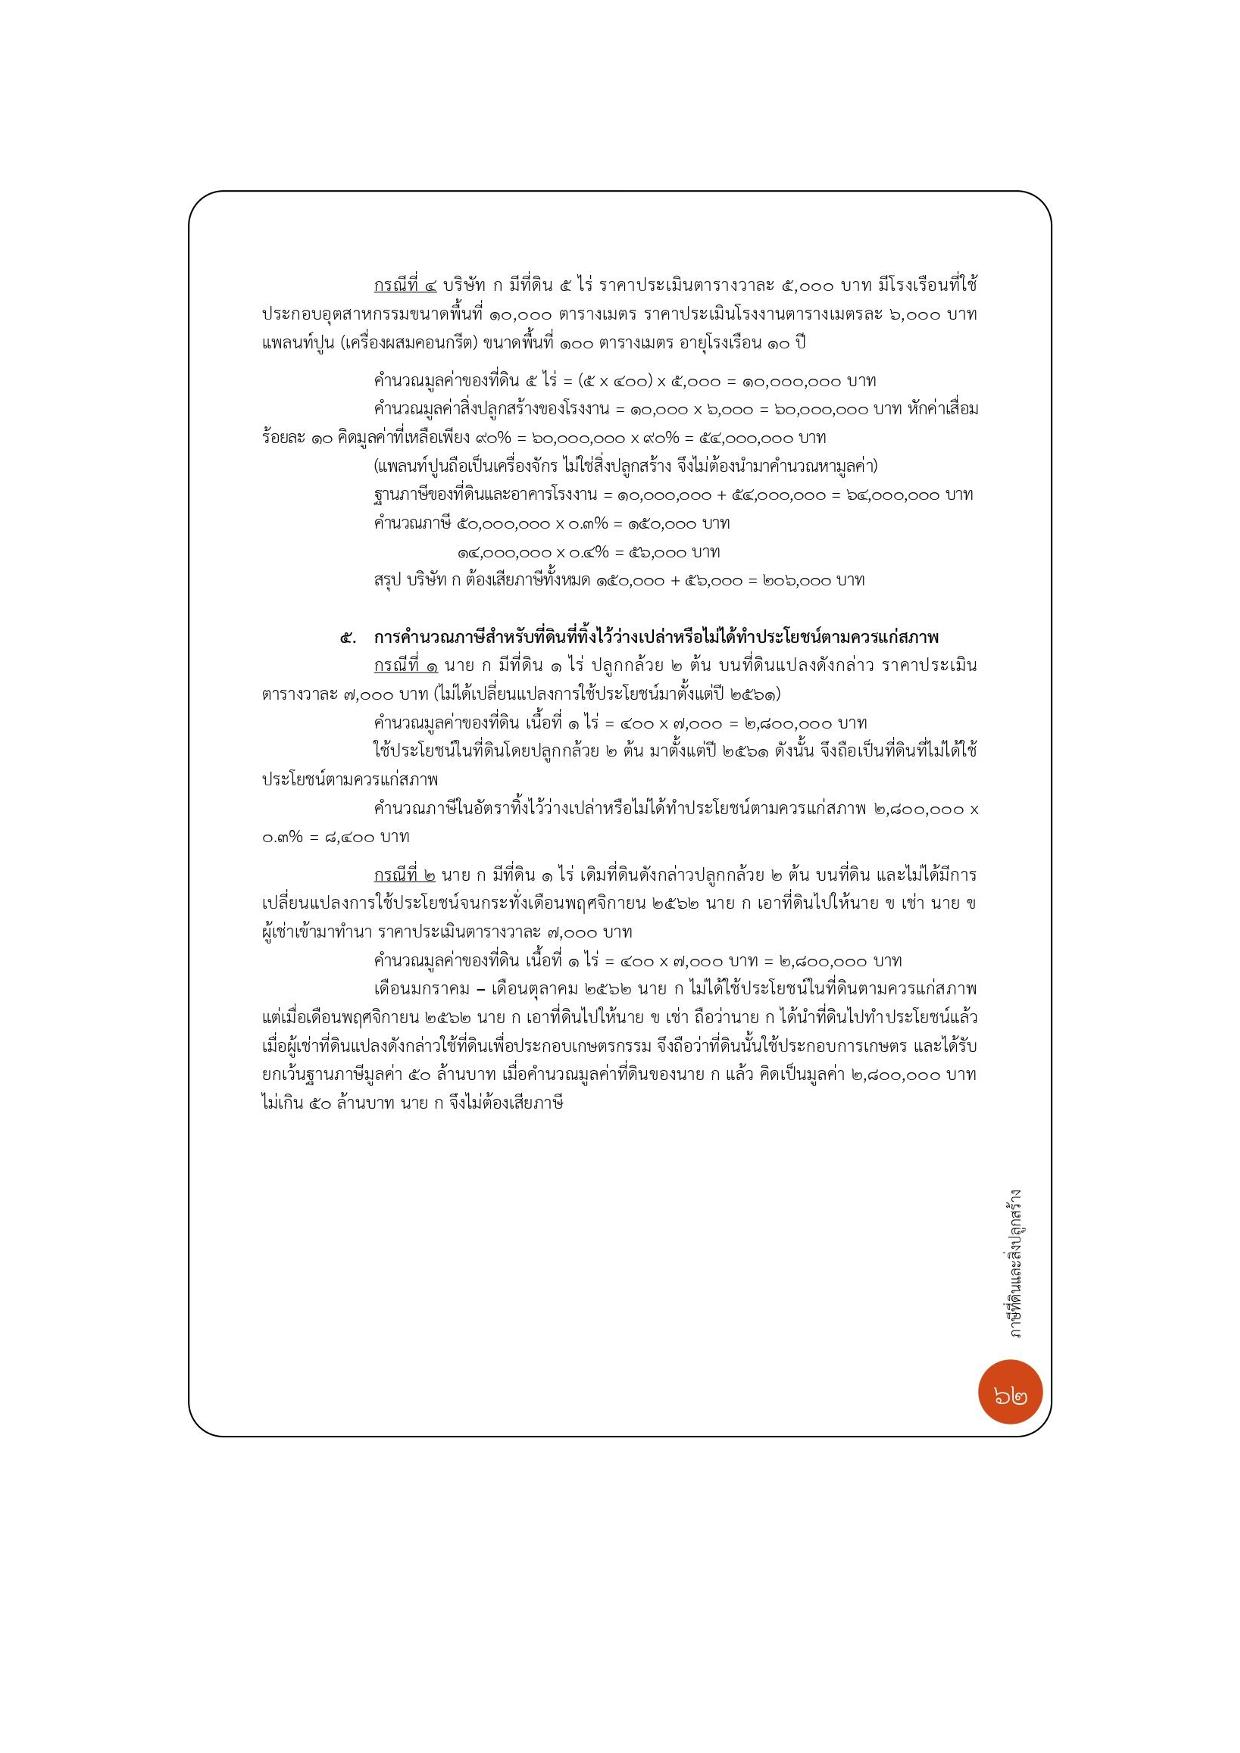 กรณีที่ ๔ บริษัท ก มีที่ดิน ๕ ไร่ ราคาประเมินตารางวาละ ๕,๐๐๐ บาท มีโรงเรือนที่ใช้
ประกอบอุตสาหกรรมขนาดพื้นที่ ๑๐,๐๐๐ ตารางเมตร ราคาประเมินโรงงานตารางเมตรละ ๖,๐๐๐ บาท
แพลนท์ปูน (เครื่องผสมคอนกรีต) ขนาดพื้นที่ ๑๐๐ ตารางเมตร อายุโรงเรือน ๑๐ ปี
คำนวณมูลค่าของที่ดิน ๕ ไร่ = (๕ x ๔๐๐) x ๕,๐๐๐ = ๑๐,๐๐๐,๐๐๐ บาท
คำนวณมูลค่าสิ่งปลูกสร้างของโรงงาน = ๑๐,๐๐๐ x ๖,๐๐๐ = ๖๐,๐๐๐,๐๐๐ บาท หักค่าเสื่อม
ร้อยละ ๑๐ คิดมูลค่าที่เหลือเพียง ๙๐% = ๖๐,๐๐๐,๐๐๐ x ๙๐% = ๕๔,๐๐๐,๐๐๐ บาท
(แพลนท์ปูนถือเป็นเครื่องจักร ไม่ใช่สิ่งปลูกสร้าง จึงไม่ต้องนำมาคำนวณหามูลค่า)
ฐานภาษีของที่ดินและอาคารโรงงาน = ๑๐,๐๐๐,๐๐๐ + ๕๔,๐๐๐,๐๐๐ = ๖๔,๐๐๐,๐๐๐ บาท
คำนวณภาษี ๕๐,๐๐๐,๐๐๐ x ๐.๓% = ๑๕๐,๐๐๐ บาท
๑๔,๐๐๐,๐๐๐ x ๐.๔% = ๕๖,๐๐๐ บาท
สรุป บริษัท ก ต้องเสียภาษีทั้งหมด ๑๕๐,๐๐๐ + ๕๖,๐๐๐ = ๒๐๖,๐๐๐ บาท
๕. การคำนวณภาษีสำหรับที่ดินที่ทิ้งไว้ว่างเปล่าหรือไม่ได้ทำประโยชน์ตามควรแก่สภาพ
กรณีที่ ๑ นาย ก มีที่ดิน ๑ ไร่ ปลูกกล้วย ๒ ต้น บนที่ดินแปลงดังกล่าว ราคาประเมิน
ตารางวาละ ๗,๐๐๐ บาท (ไม่ได้เปลี่ยนแปลงการใช้ประโยชน์มาตั้งแต่ปี ๒๕๖๑)
คำนวณมูลค่าของที่ดิน เนื้อที่ ๑ ไร่ = ๔๐๐ x ๗,๐๐๐ = ๒,๘๐๐,๐๐๐ บาท
ใช้ประโยชน์ในที่ดินโดยปลูกกล้วย ๒ ต้น มาตั้งแต่ปี ๒๕๖๑ ดังนั้น จึงถือเป็นที่ดินที่ไม่ได้ใช้
ประโยชน์ตามควรแก่สภาพ
คำนวณภาษีในอัตราทิ้งไว้ว่างเปล่าหรือไม่ได้ทำประโยชน์ตามควรแก่สภาพ ๒,๘๐๐,๐๐๐ x
๐.๓% = ๘,๔๐๐ บาท
กรณีที่ ๒ นาย ก มีที่ดิน ๑ ไร่ เดิมที่ดินดังกล่าวปลูกกล้วย ๒ ต้น บนที่ดิน และไม่ได้มีการ
เปลี่ยนแปลงการใช้ประโยชน์จนกระทั่งเดือนพฤศจิกายน ๒๕๖๒ นาย ก เอาที่ดินไปให้นาย ข เช่า นาย ข
ผู้เช่าเข้ามาทำนา ราคาประเมินตารางวาละ ๗,๐๐๐ บาท
คำนวณมูลค่าของที่ดิน เนื้อที่ ๑ ไร่ = ๔๐๐ x ๗,๐๐๐ บาท = ๒,๘๐๐,๐๐๐ บาท
เดือนมกราคม – เดือนตุลาคม ๒๕๖๒ นาย ก ไม่ได้ใช้ประโยชน์ในที่ดินตามควรแก่สภาพ
แต่เมื่อเดือนพฤศจิกายน ๒๕๖๒ นาย ก เอาที่ดินไปให้นาย ข เช่า ถือว่านาย ก ได้นำที่ดินไปทำประโยชน์แล้ว
เมื่อผู้เช่าที่ดินแปลงดังกล่าวใช้ที่ดินเพื่อประกอบเกษตรกรรม จึงถือว่าที่ดินนั้นใช้ประกอบการเกษตร และได้รับ
ยกเว้นฐานภาษีมูลค่า ๕๐ ล้านบาท เมื่อคำนวณมูลค่าที่ดินของนาย ก แล้ว คิดเป็นมูลค่า ๒,๘๐๐,๐๐๐ บาท
ไม่เกิน ๕๐ ล้านบาท นาย ก จึงไม่ต้องเสียภาษี
ภาษีที่ดินและสิ่งปลูกสร้าง
๖๒